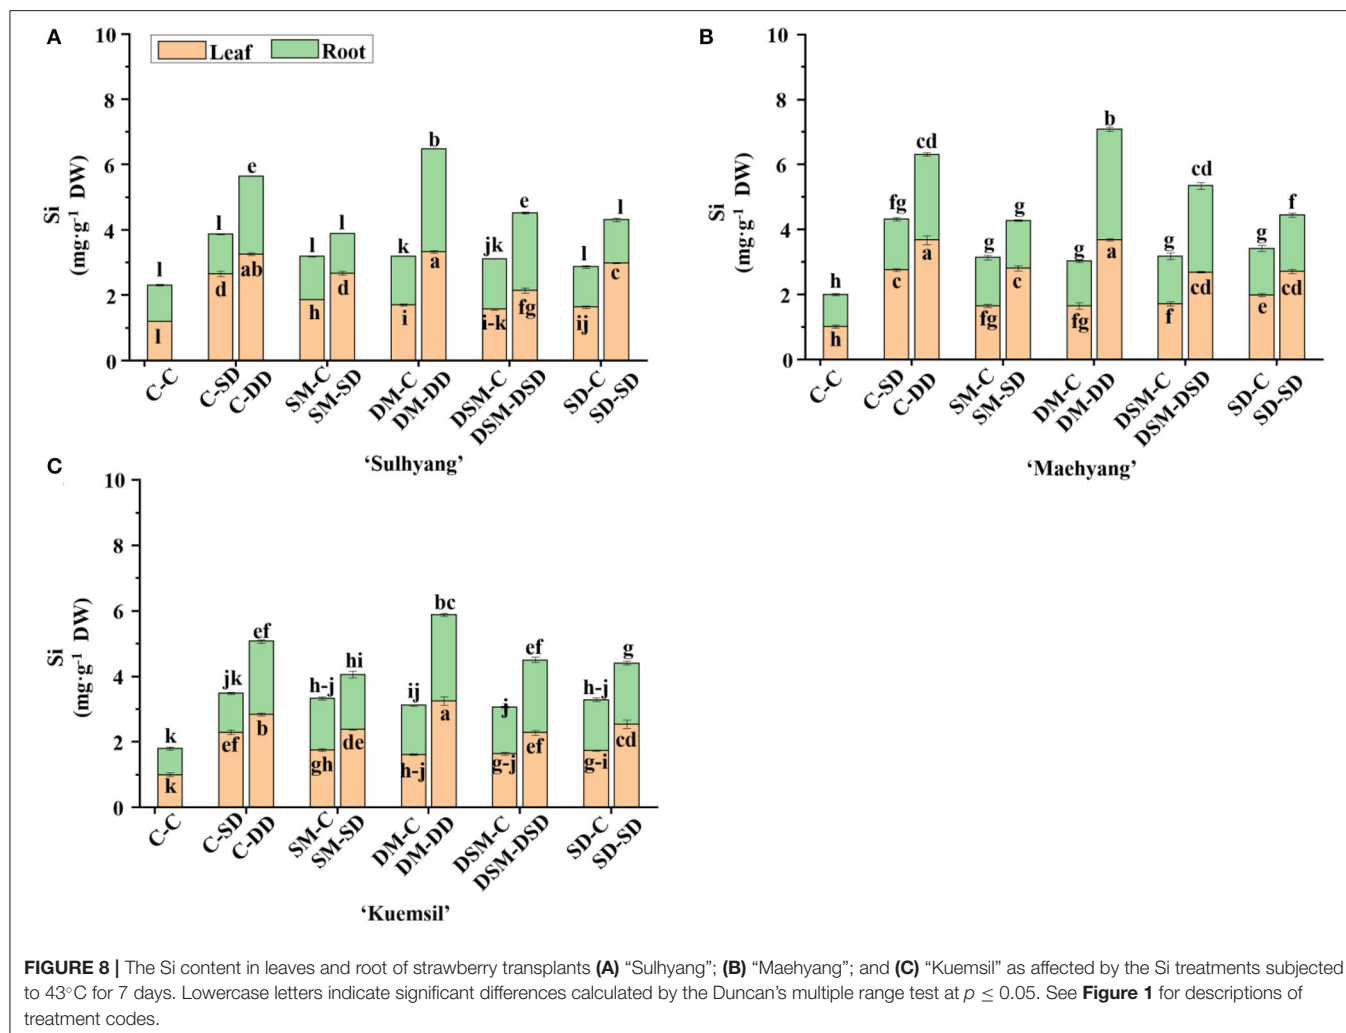 A
Leaf Root
10
8
6
4
2
0
Si
(mg·g⁻¹ DW)
l l e l l k b jk e l l
l d ab h d i a i-k fg ij c
C-C C-SD C-DD SM-C SM-SD DM-C DM-DD DSM-C DSM-DSD SD-C SD-SD
‘Sulhyang’
B
10
8
6
4
2
0
Si
(mg·g⁻¹ DW)
h fg cd g g g b g cd g f
h c a fg c fg a f cd e cd
C-C C-SD C-DD SM-C SM-SD DM-C DM-DD DSM-C DSM-DSD SD-C SD-SD
‘Maehyang’
C
10
8
6
4
2
0
Si
(mg·g⁻¹ DW)
k jk ef h-j hi ij bc j ef h-j g
k ef b gh de h-j a g-j ef g-i cd
C-C C-SD C-DD SM-C SM-SD DM-C DM-DD DSM-C DSM-DSD SD-C SD-SD
‘Kuemsil’
FIGURE 8 | The Si content in leaves and root of strawberry transplants (A) “Sulhyang”; (B) “Maehyang”; and (C) “Kuemsil” as affected by the Si treatments subjected
to 43°C for 7 days. Lowercase letters indicate significant differences calculated by the Duncan’s multiple range test at p ≤ 0.05. See Figure 1 for descriptions of
treatment codes.